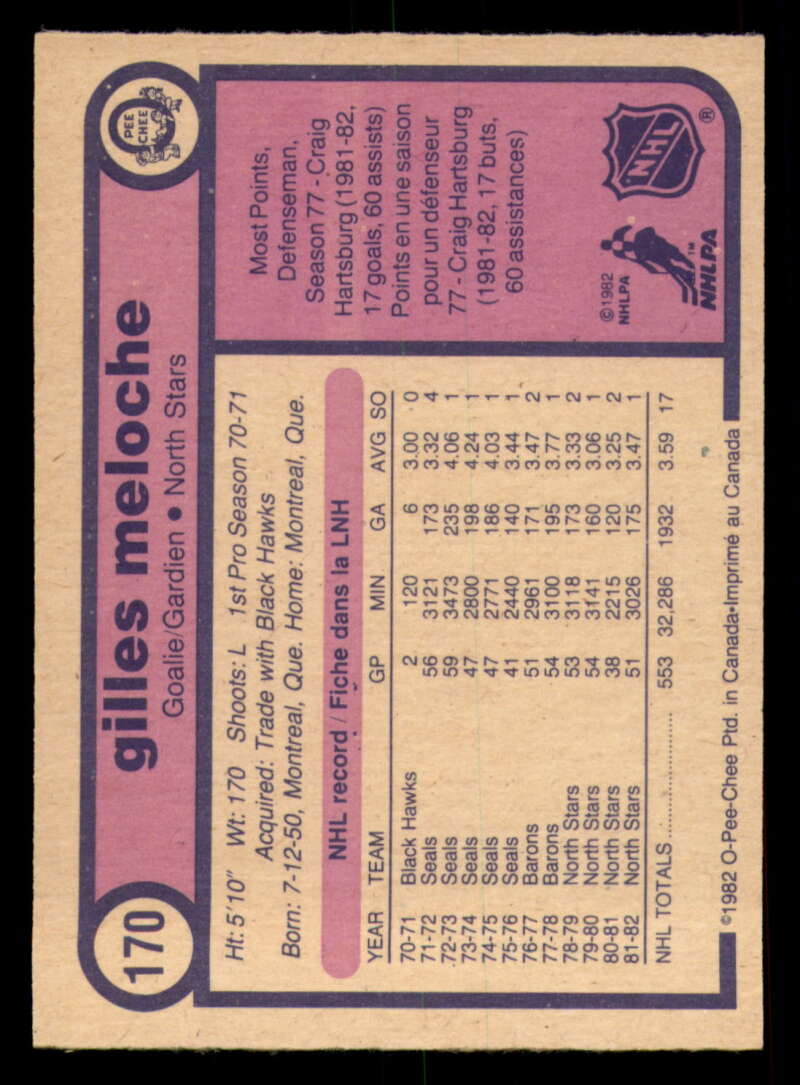 170
gilles meloche
Goalie/Gardien • North Stars
O
PEE
CHEE
Ht: 5'10" Wt: 170 Shoots: L 1st Pro Season 70-71
Acquired: Trade with Black Hawks
Born: 7-12-50, Montreal, Que. Home: Montreal, Que.
NHL record / Fiche dans la LNH
YEAR TEAM GP MIN GA AVG SO
70-71 Black Hawks 2 120 6 3.00 0
71-72 Seals 56 3121 173 3.32 4
72-73 Seals 59 3473 235 4.06 1
73-74 Seals 47 2800 198 4.24 1
74-75 Seals 47 2771 186 4.03 1
75-76 Seals 41 2440 140 3.44 1
76-77 Barons 51 2961 171 3.47 2
77-78 Barons 54 3100 195 3.77 1
78-79 North Stars 53 3118 173 3.33 2
79-80 North Stars 54 3141 160 3.06 1
80-81 North Stars 38 2215 120 3.25 2
81-82 North Stars 51 3026 175 3.47 1
NHL TOTALS .................. 553 32,286 1932 3.59 17
Most Points,
Defenseman,
Season 77 - Craig
Hartsburg (1981-82,
17 goals, 60 assists)
Points en une saison
pour un défenseur
77 - Craig Hartsburg
(1981-82, 17 buts,
60 assistances)
©1982
NHLPA
™
NHLPA
NHL
®
©1982 O-Pee-Chee Ptd. in Canada•Imprimé au Canada